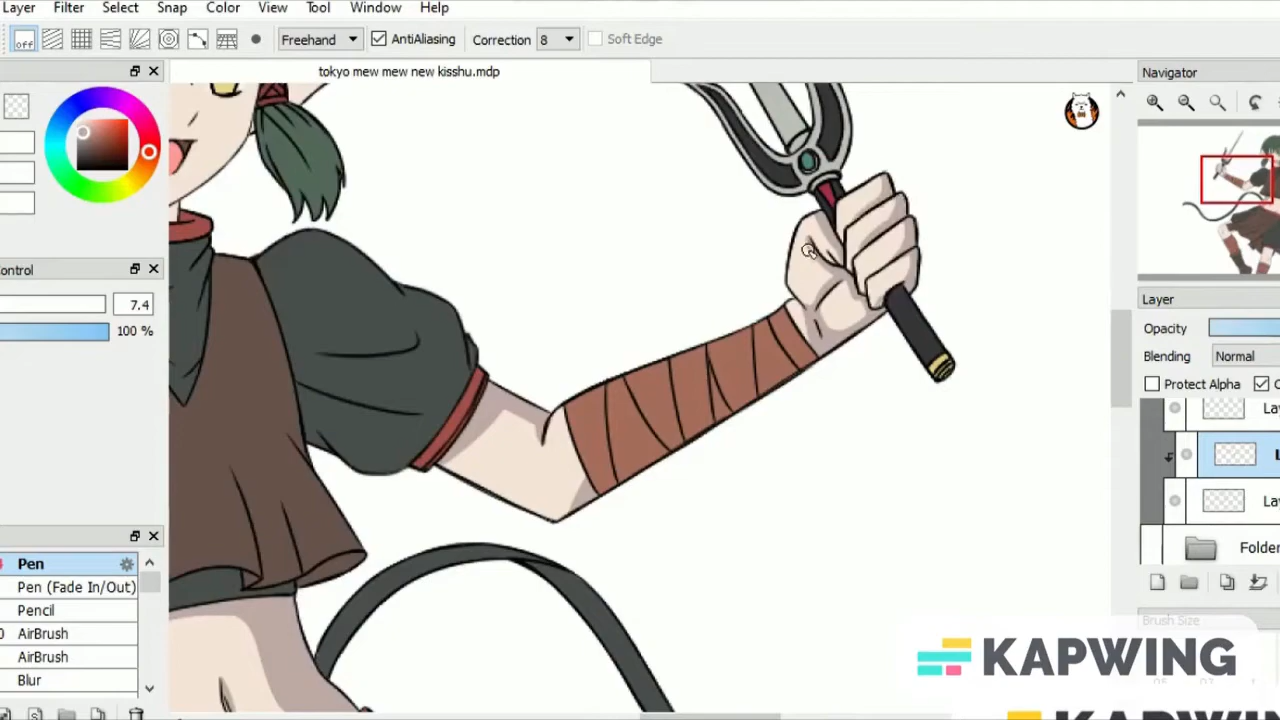 Layer Filter Select Snap Color View Tool Window Help
off Freehand AntiAliasing Correction 8 Soft Edge
tokyo mew mew new kisshu.mdp
Navigator
ontrol
7.4
100 %
Layer
Opacity
Blending Normal
Protect Alpha
Lay
Lay
Folder
Pen
Pen (Fade In/Out)
Pencil
AirBrush
AirBrush
Blur
Brush Size
KAPWING
KAPWING